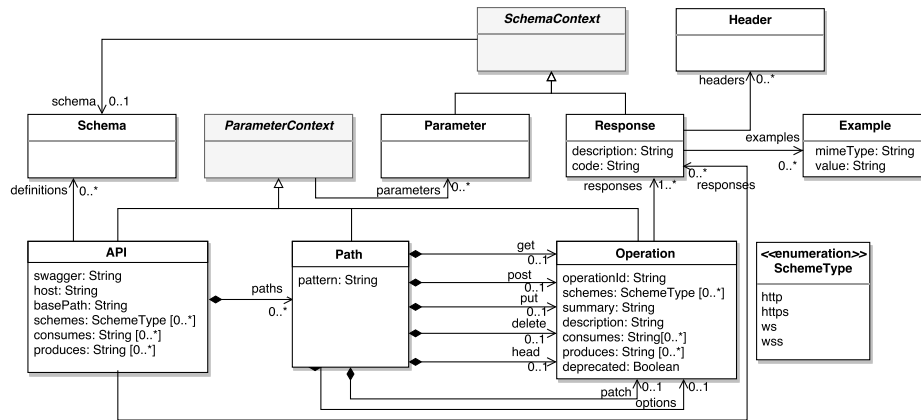 SchemaContext
Header
schema
0..1
headers
0..*
Schema
ParameterContext
Parameter
Response
description: String
code: String
Example
mimeType: String
value: String
examples
0..*
definitions
0..*
parameters
0..*
responses
1..*
0..*
responses
API
swagger: String
host: String
basePath: String
schemes: SchemeType [0..*]
consumes: String [0..*]
produces: String [0..*]
paths
0..*
Path
pattern: String
get
0..1
post
0..1
put
0..1
delete
0..1
head
0..1
patch
0..1
options
0..1
Operation
operationId: String
schemes: SchemeType [0..*]
summary: String
description: String
consumes: String[0..*]
produces: String [0..*]
deprecated: Boolean
<<enumeration>>
SchemeType
http
https
ws
wss